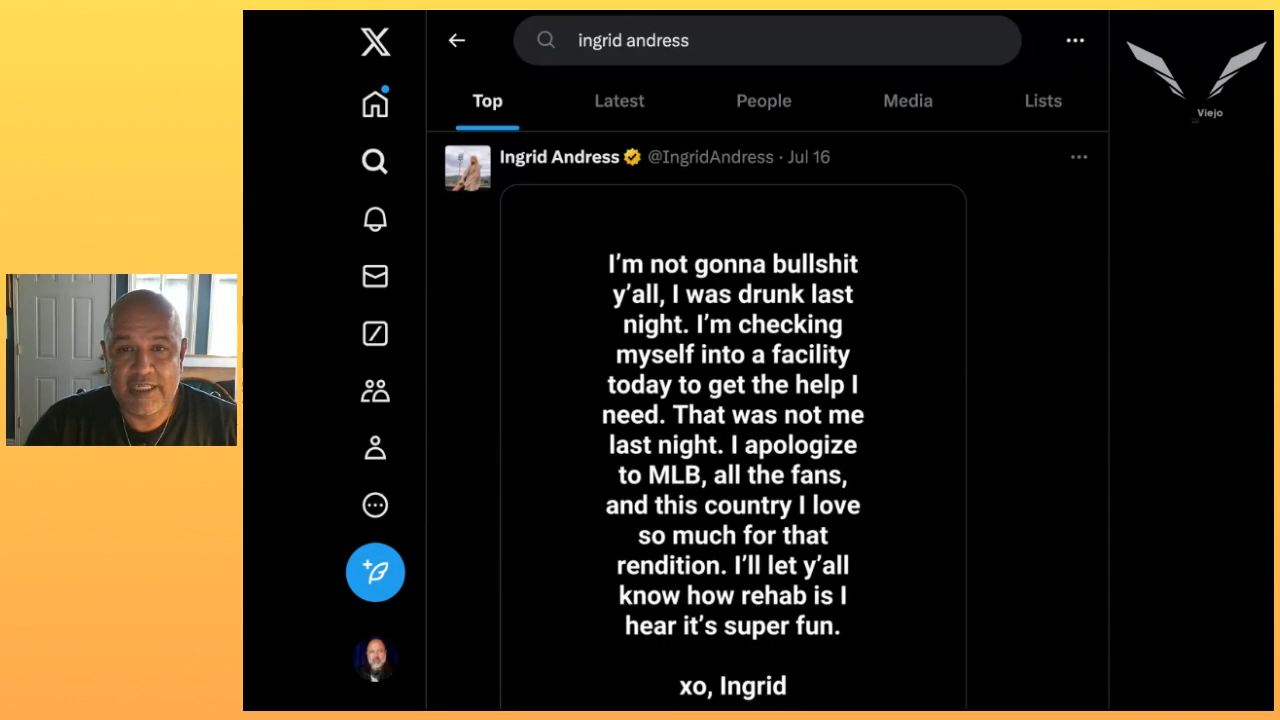 ingrid andress
Top Latest People Media Lists
Ingrid Andress @IngridAndress · Jul 16
I'm not gonna bullshit
y'all, I was drunk last
night. I'm checking
myself into a facility
today to get the help I
need. That was not me
last night. I apologize
to MLB, all the fans,
and this country I love
so much for that
rendition. I'll let y'all
know how rehab is I
hear it's super fun.
xo, Ingrid
Viejo